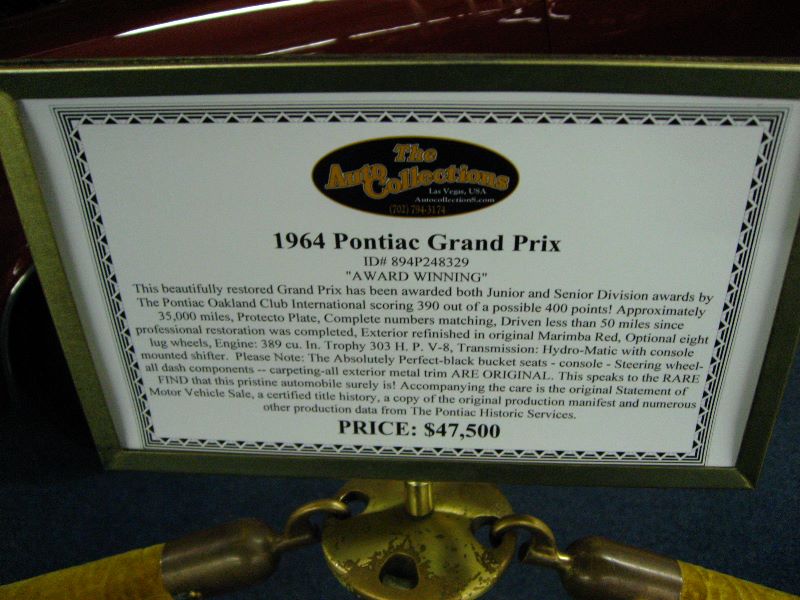 The
Auto Collections
Las Vegas, USA
AutocollectionS.com
(702) 794-3174
1964 Pontiac Grand Prix
ID# 894P248329
"AWARD WINNING"
This beautifully restored Grand Prix has been awarded both Junior and Senior Division awards by
The Pontiac Oakland Club International scoring 390 out of a possible 400 points! Approximately
35,000 miles, Protecto Plate, Complete numbers matching, Driven less than 50 miles since
professional restoration was completed, Exterior refinished in original Marimba Red, Optional eight
lug wheels, Engine: 389 cu. In. Trophy 303 H. P. V-8, Transmission: Hydro-Matic with console
mounted shifter. Please Note: The Absolutely Perfect-black bucket seats - console - Steering wheel-
all dash components -- carpeting-all exterior metal trim ARE ORIGINAL. This speaks to the RARE
FIND that this pristine automobile surely is! Accompanying the care is the original Statement of
Motor Vehicle Sale, a certified title history, a copy of the original production manifest and numerous
other production data from The Pontiac Historic Services.
PRICE: $47,500